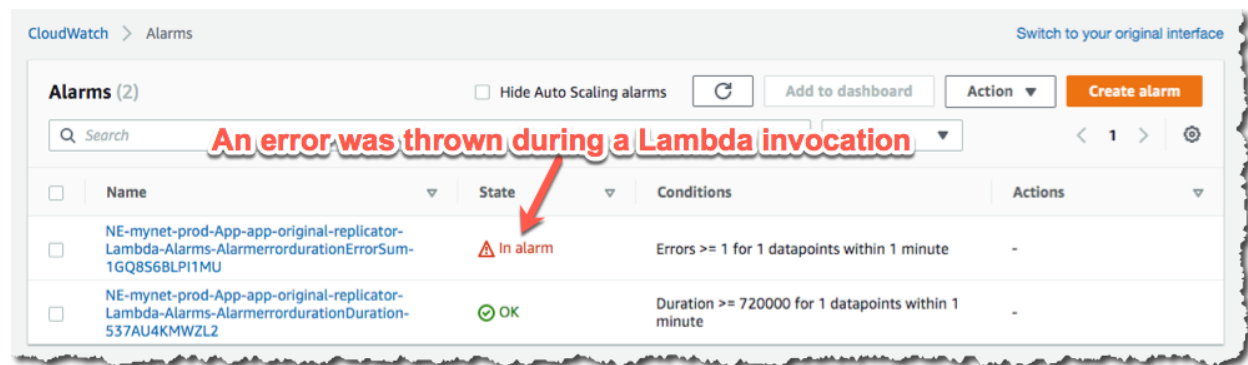 CloudWatch > Alarms
Switch to your original interface
Alarms (2)
Hide Auto Scaling alarms
Add to dashboard
Action
Create alarm
Search
An error was thrown during a Lambda invocation
< 1 >
Name
State
Conditions
Actions
NE-mynet-prod-App-app-original-replicator-
Lambda-Alarms-AlarmerrordurationErrorSum-
1GQ8S6BLPI1MU
In alarm
Errors >= 1 for 1 datapoints within 1 minute
-
NE-mynet-prod-App-app-original-replicator-
Lambda-Alarms-AlarmerrordurationDuration-
537AU4KMWZL2
OK
Duration >= 720000 for 1 datapoints within 1
minute
-